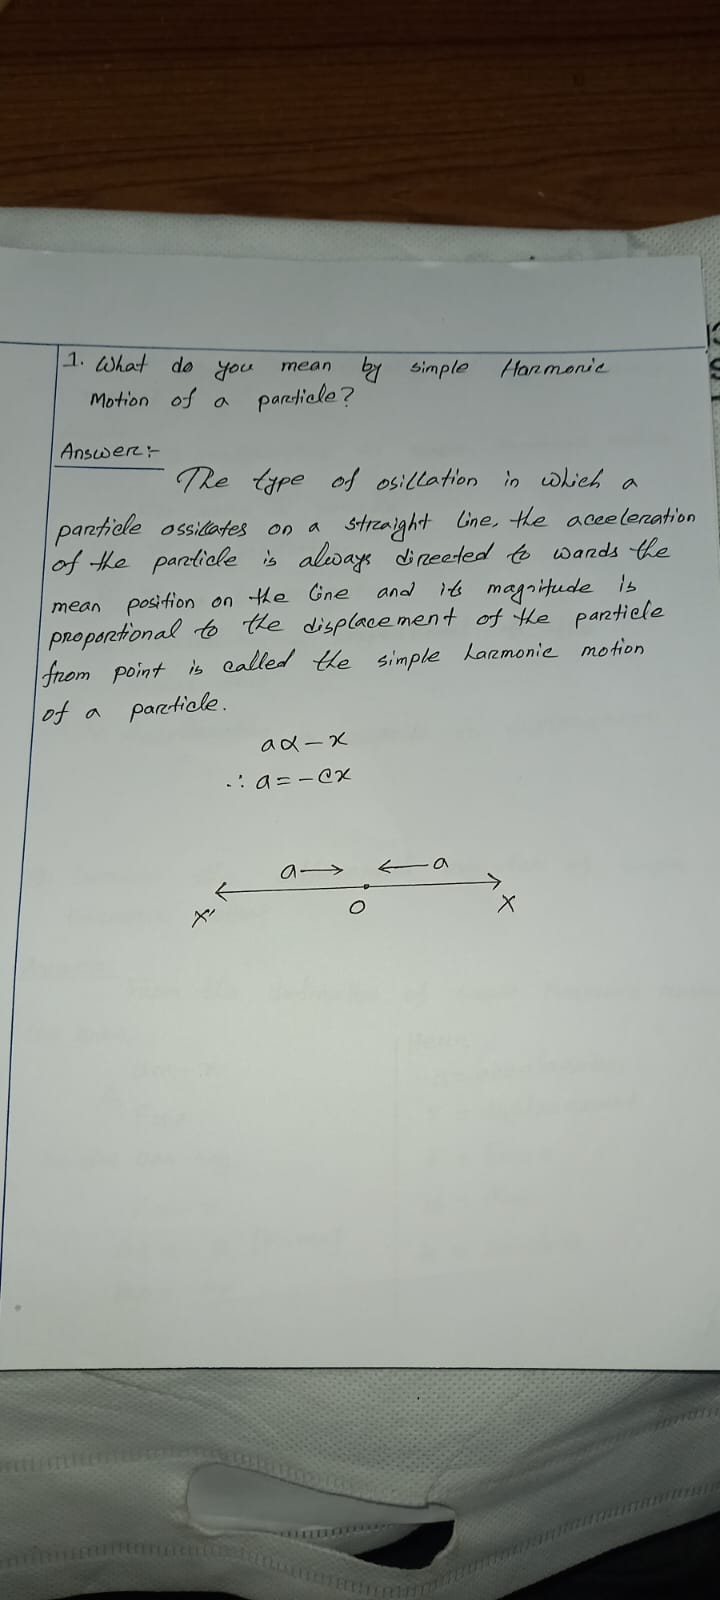 1. What do you mean by simple Harmonic
Motion of a particle?
Answer:-
The type of osillation in which a
particle ossillates on a straight line, the acceleration
of the particle is always directed to wards the
mean position on the line and its magnitude is
proportional to the displacement of the particle
from point is called the simple harmonic motion
of a particle.
a∝-x
∴ a=-cx
a→ ←a
X' O X